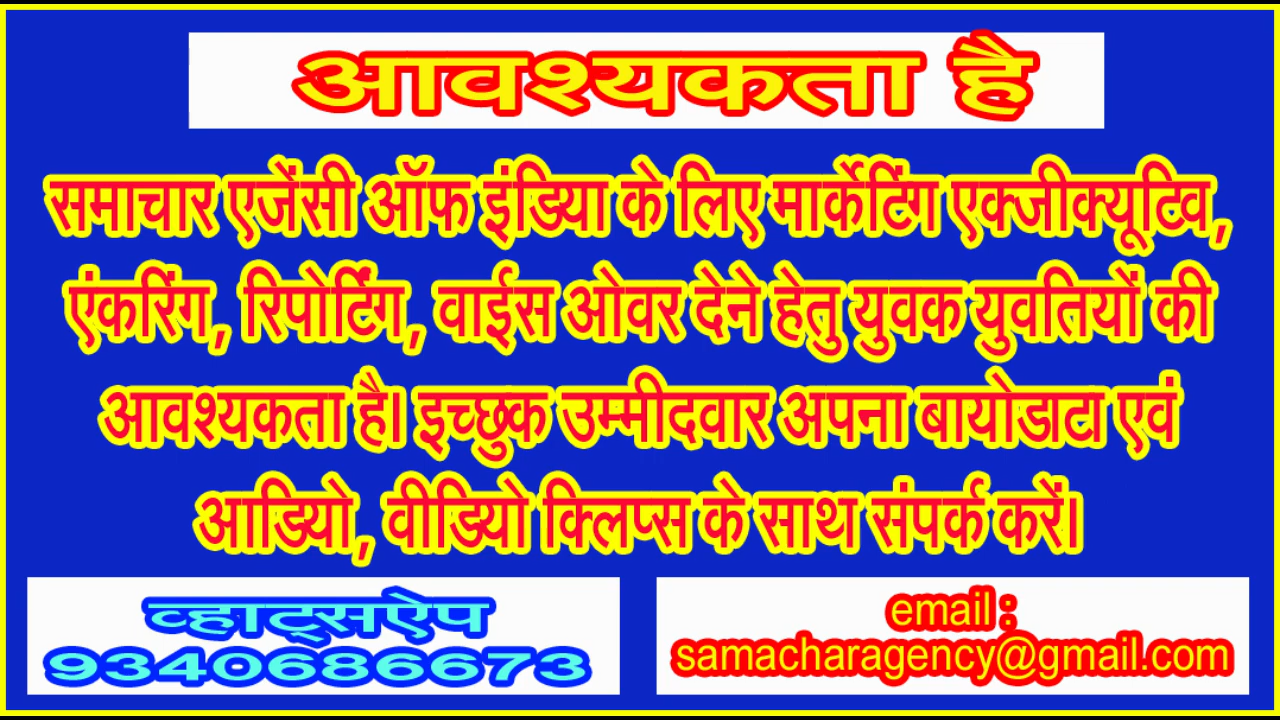 आवश्यकता है
समाचार एजेंसी ऑफ इंडिया के लिए मार्केटिंग एक्जीक्यूटिव,
एंकरिंग, रिपोर्टिंग, वाईस ओवर देने हेतु युवक युवतियों की
आवश्यकता है। इच्छुक उम्मीदवार अपना बायोडाटा एवं
आडियो, वीडियो क्लिप्स के साथ संपर्क करें।
व्हाट्सऐप
9340686673
email :
samacharagency@gmail.com